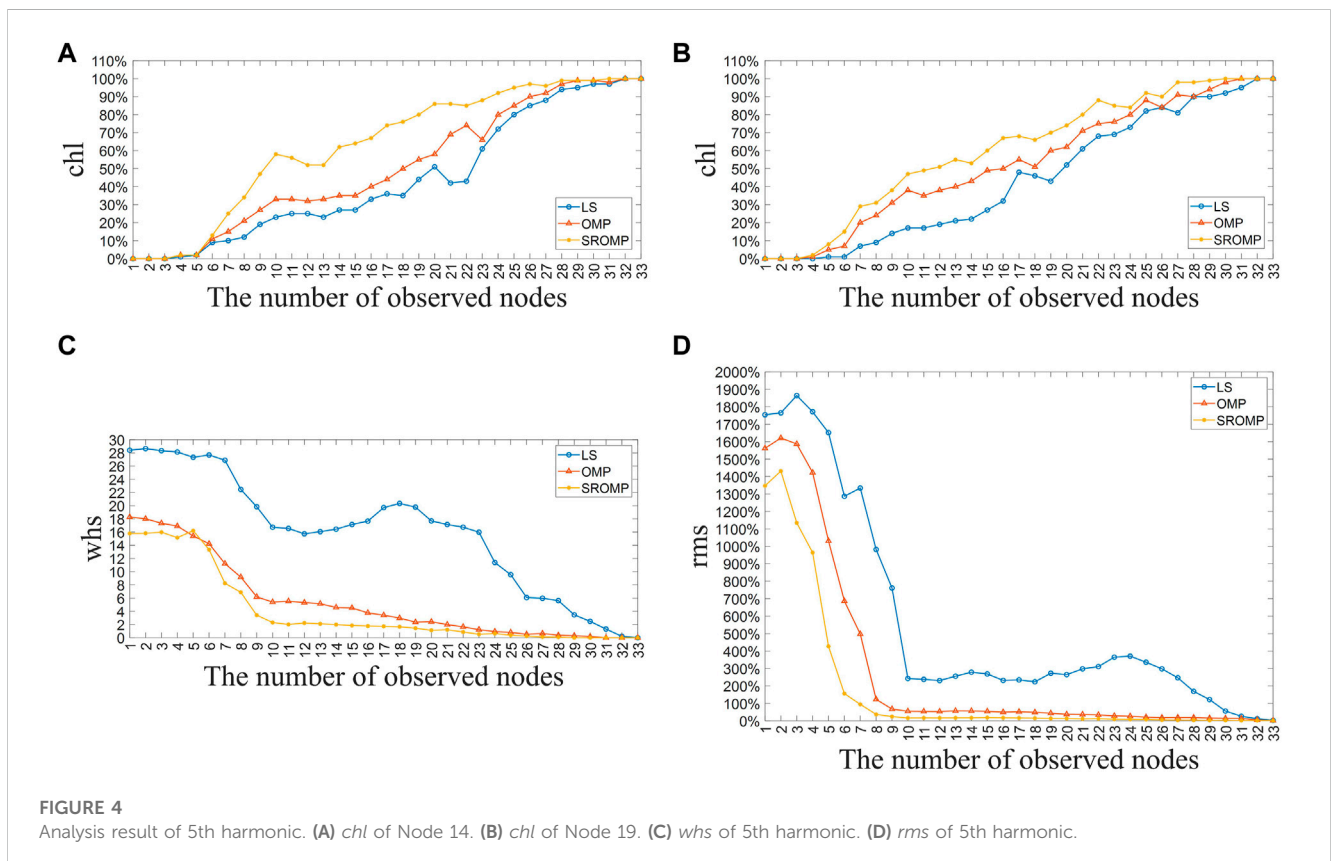 A
110%
100%
90%
80%
70%
60%
50%
40%
30%
20%
10%
0%
chl
LS
OMP
SROMP
1 2 3 4 5 6 7 8 9 10 11 12 13 14 15 16 17 18 19 20 21 22 23 24 25 26 27 28 29 30 31 32 33
The number of observed nodes
B
110%
100%
90%
80%
70%
60%
50%
40%
30%
20%
10%
0%
chl
LS
OMP
SROMP
1 2 3 4 5 6 7 8 9 10 11 12 13 14 15 16 17 18 19 20 21 22 23 24 25 26 27 28 29 30 31 32 33
The number of observed nodes
C
30
28
26
24
22
20
18
16
14
12
10
8
6
4
2
0
whs
LS
OMP
SROMP
1 2 3 4 5 6 7 8 9 10 11 12 13 14 15 16 17 18 19 20 21 22 23 24 25 26 27 28 29 30 31 32 33
The number of observed nodes
D
2000%
1900%
1800%
1700%
1600%
1500%
1400%
1300%
1200%
1100%
1000%
900%
800%
700%
600%
500%
400%
300%
200%
100%
0%
rms
LS
OMP
SROMP
1 2 3 4 5 6 7 8 9 10 11 12 13 14 15 16 17 18 19 20 21 22 23 24 25 26 27 28 29 30 31 32 33
The number of observed nodes
FIGURE 4
Analysis result of 5th harmonic. (A) chl of Node 14. (B) chl of Node 19. (C) whs of 5th harmonic. (D) rms of 5th harmonic.